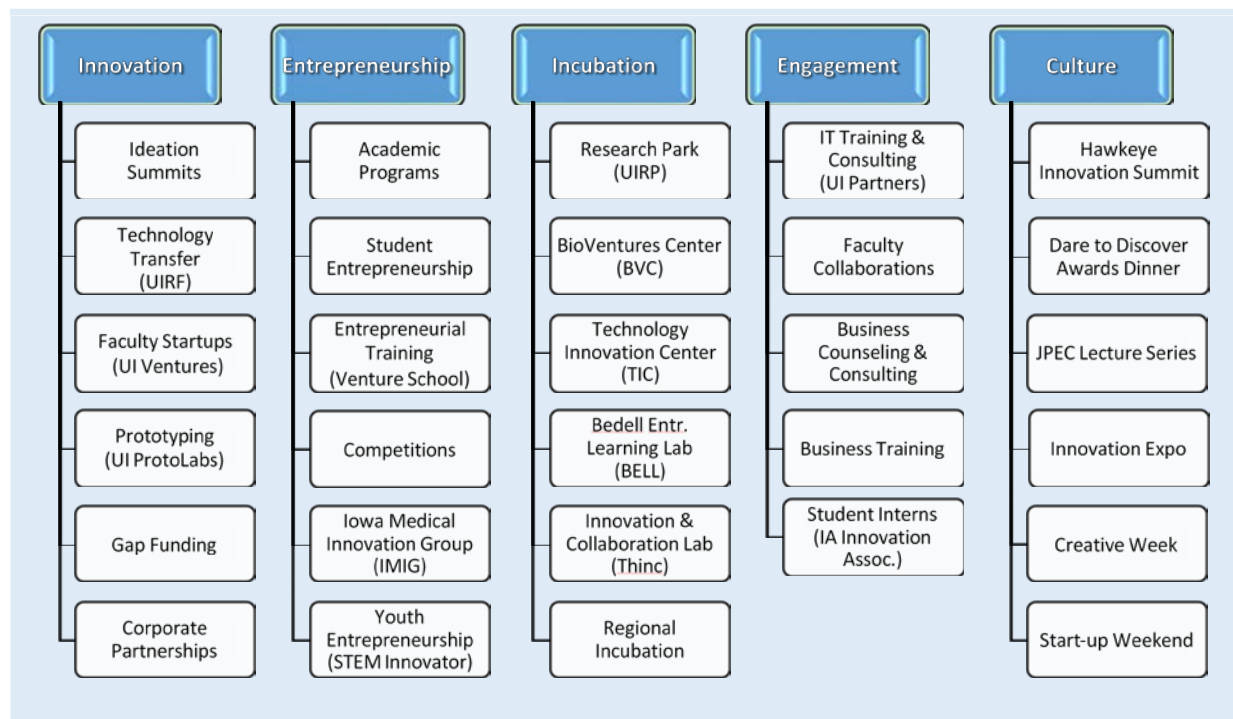 Innovation
Ideation
Summits
Technology
Transfer
(UIRF)
Faculty Startups
(UI Ventures)
Prototyping
(UI ProtoLabs)
Gap Funding
Corporate
Partnerships
Entrepreneurship
Academic
Programs
Student
Entrepreneurship
Entrepreneurial
Training
(Venture School)
Competitions
Iowa Medical
Innovation Group
(IMIG)
Youth
Entrepreneurship
(STEM Innovator)
Incubation
Research Park
(UIRP)
BioVentures Center
(BVC)
Technology
Innovation Center
(TIC)
Bedell Entr.
Learning Lab
(BELL)
Innovation &
Collaboration Lab
(Thinc)
Regional
Incubation
Engagement
IT Training &
Consulting
(UI Partners)
Faculty
Collaborations
Business
Counseling &
Consulting
Business Training
Student Interns
(IA Innovation
Assoc.)
Culture
Hawkeye
Innovation Summit
Dare to Discover
Awards Dinner
JPEC Lecture Series
Innovation Expo
Creative Week
Start-up Weekend